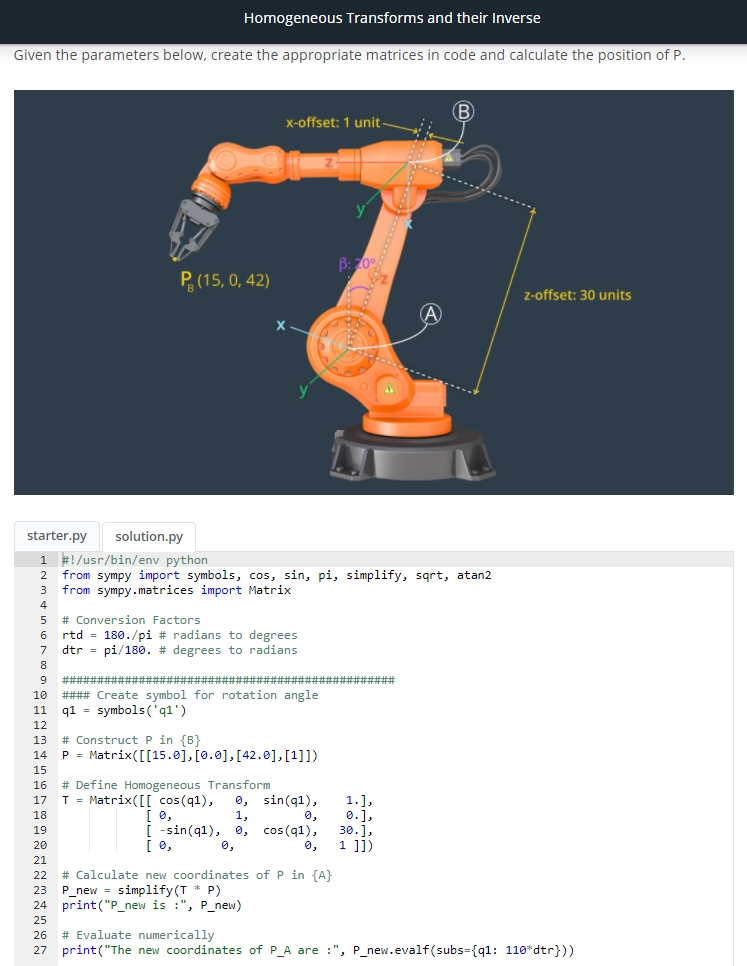 Homogeneous Transforms and their Inverse
Given the parameters below, create the appropriate matrices in code and calculate the position of P.
x-offset: 1 unit
B
z
y
x
β: 20°
z
P_B (15, 0, 42)
z-offset: 30 units
A
x
y
starter.py
solution.py
1 #!/usr/bin/env python
2 from sympy import symbols, cos, sin, pi, simplify, sqrt, atan2
3 from sympy.matrices import Matrix
4
5 # Conversion Factors
6 rtd = 180./pi # radians to degrees
7 dtr = pi/180. # degrees to radians
8
9 ################################################
10 #### Create symbol for rotation angle
11 q1 = symbols('q1')
12
13 # Construct P in {B}
14 P = Matrix([[15.0],[0.0],[42.0],[1]])
15
16 # Define Homogeneous Transform
17 T = Matrix([[ cos(q1), 0, sin(q1), 1.],
18 [ 0, 1, 0, 0.],
19 [ -sin(q1), 0, cos(q1), 30.],
20 [ 0, 0, 0, 1 ]])
21
22 # Calculate new coordinates of P in {A}
23 P_new = simplify(T * P)
24 print("P_new is :", P_new)
25
26 # Evaluate numerically
27 print("The new coordinates of P_A are :", P_new.evalf(subs={q1: 110*dtr}))